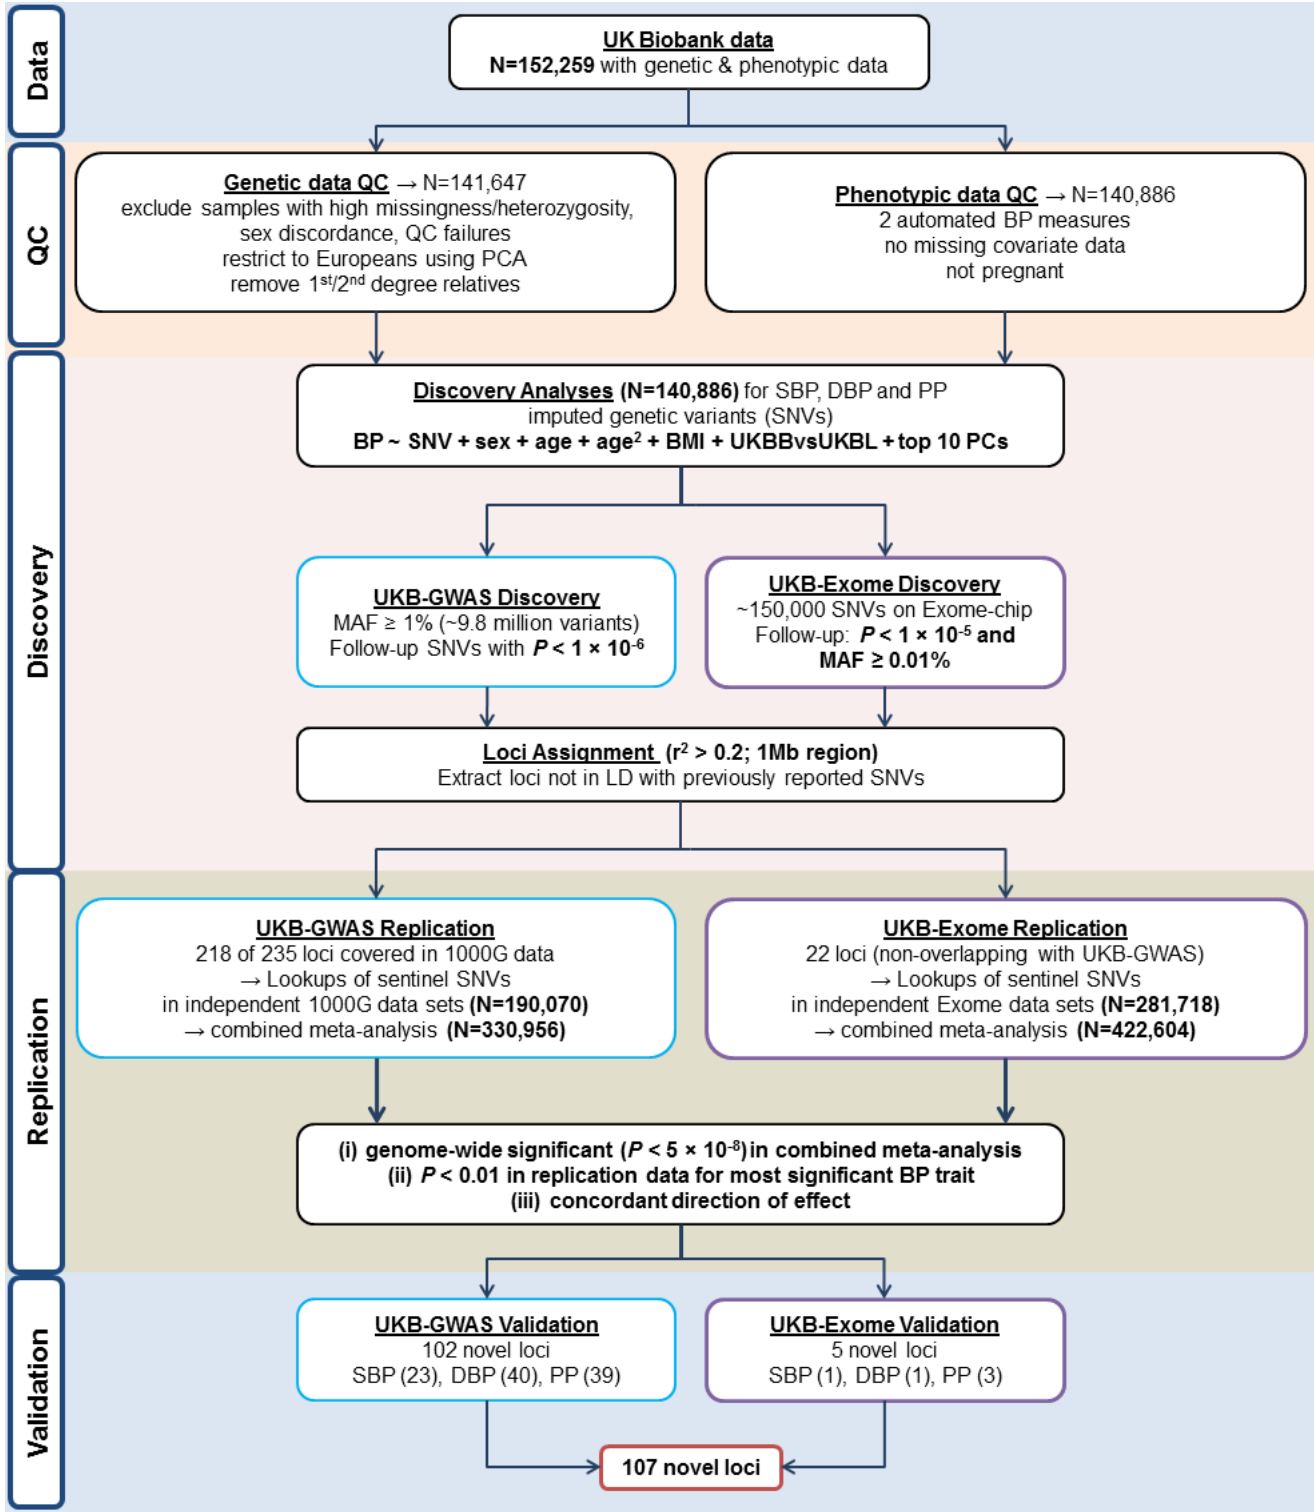 Data
UK Biobank data
N=152,259 with genetic & phenotypic data
QC
Genetic data QC → N=141,647
exclude samples with high missingness/heterozygosity,
sex discordance, QC failures
restrict to Europeans using PCA
remove 1st/2nd degree relatives
Phenotypic data QC → N=140,886
2 automated BP measures
no missing covariate data
not pregnant
Discovery
Discovery Analyses (N=140,886) for SBP, DBP and PP
imputed genetic variants (SNVs)
BP ~ SNV + sex + age + age² + BMI + UKBBvsUKBL + top 10 PCs
UKB-GWAS Discovery
MAF ≥ 1% (~9.8 million variants)
Follow-up SNVs with P < 1 × 10⁻⁶
UKB-Exome Discovery
~150,000 SNVs on Exome-chip
Follow-up: P < 1 × 10⁻⁵ and
MAF ≥ 0.01%
Loci Assignment (r² > 0.2; 1Mb region)
Extract loci not in LD with previously reported SNVs
Replication
UKB-GWAS Replication
218 of 235 loci covered in 1000G data
→ Lookups of sentinel SNVs
in independent 1000G data sets (N=190,070)
→ combined meta-analysis (N=330,956)
UKB-Exome Replication
22 loci (non-overlapping with UKB-GWAS)
→ Lookups of sentinel SNVs
in independent Exome data sets (N=281,718)
→ combined meta-analysis (N=422,604)
(i) genome-wide significant (P < 5 × 10⁻⁸) in combined meta-analysis
(ii) P < 0.01 in replication data for most significant BP trait
(iii) concordant direction of effect
Validation
UKB-GWAS Validation
102 novel loci
SBP (23), DBP (40), PP (39)
UKB-Exome Validation
5 novel loci
SBP (1), DBP (1), PP (3)
107 novel loci